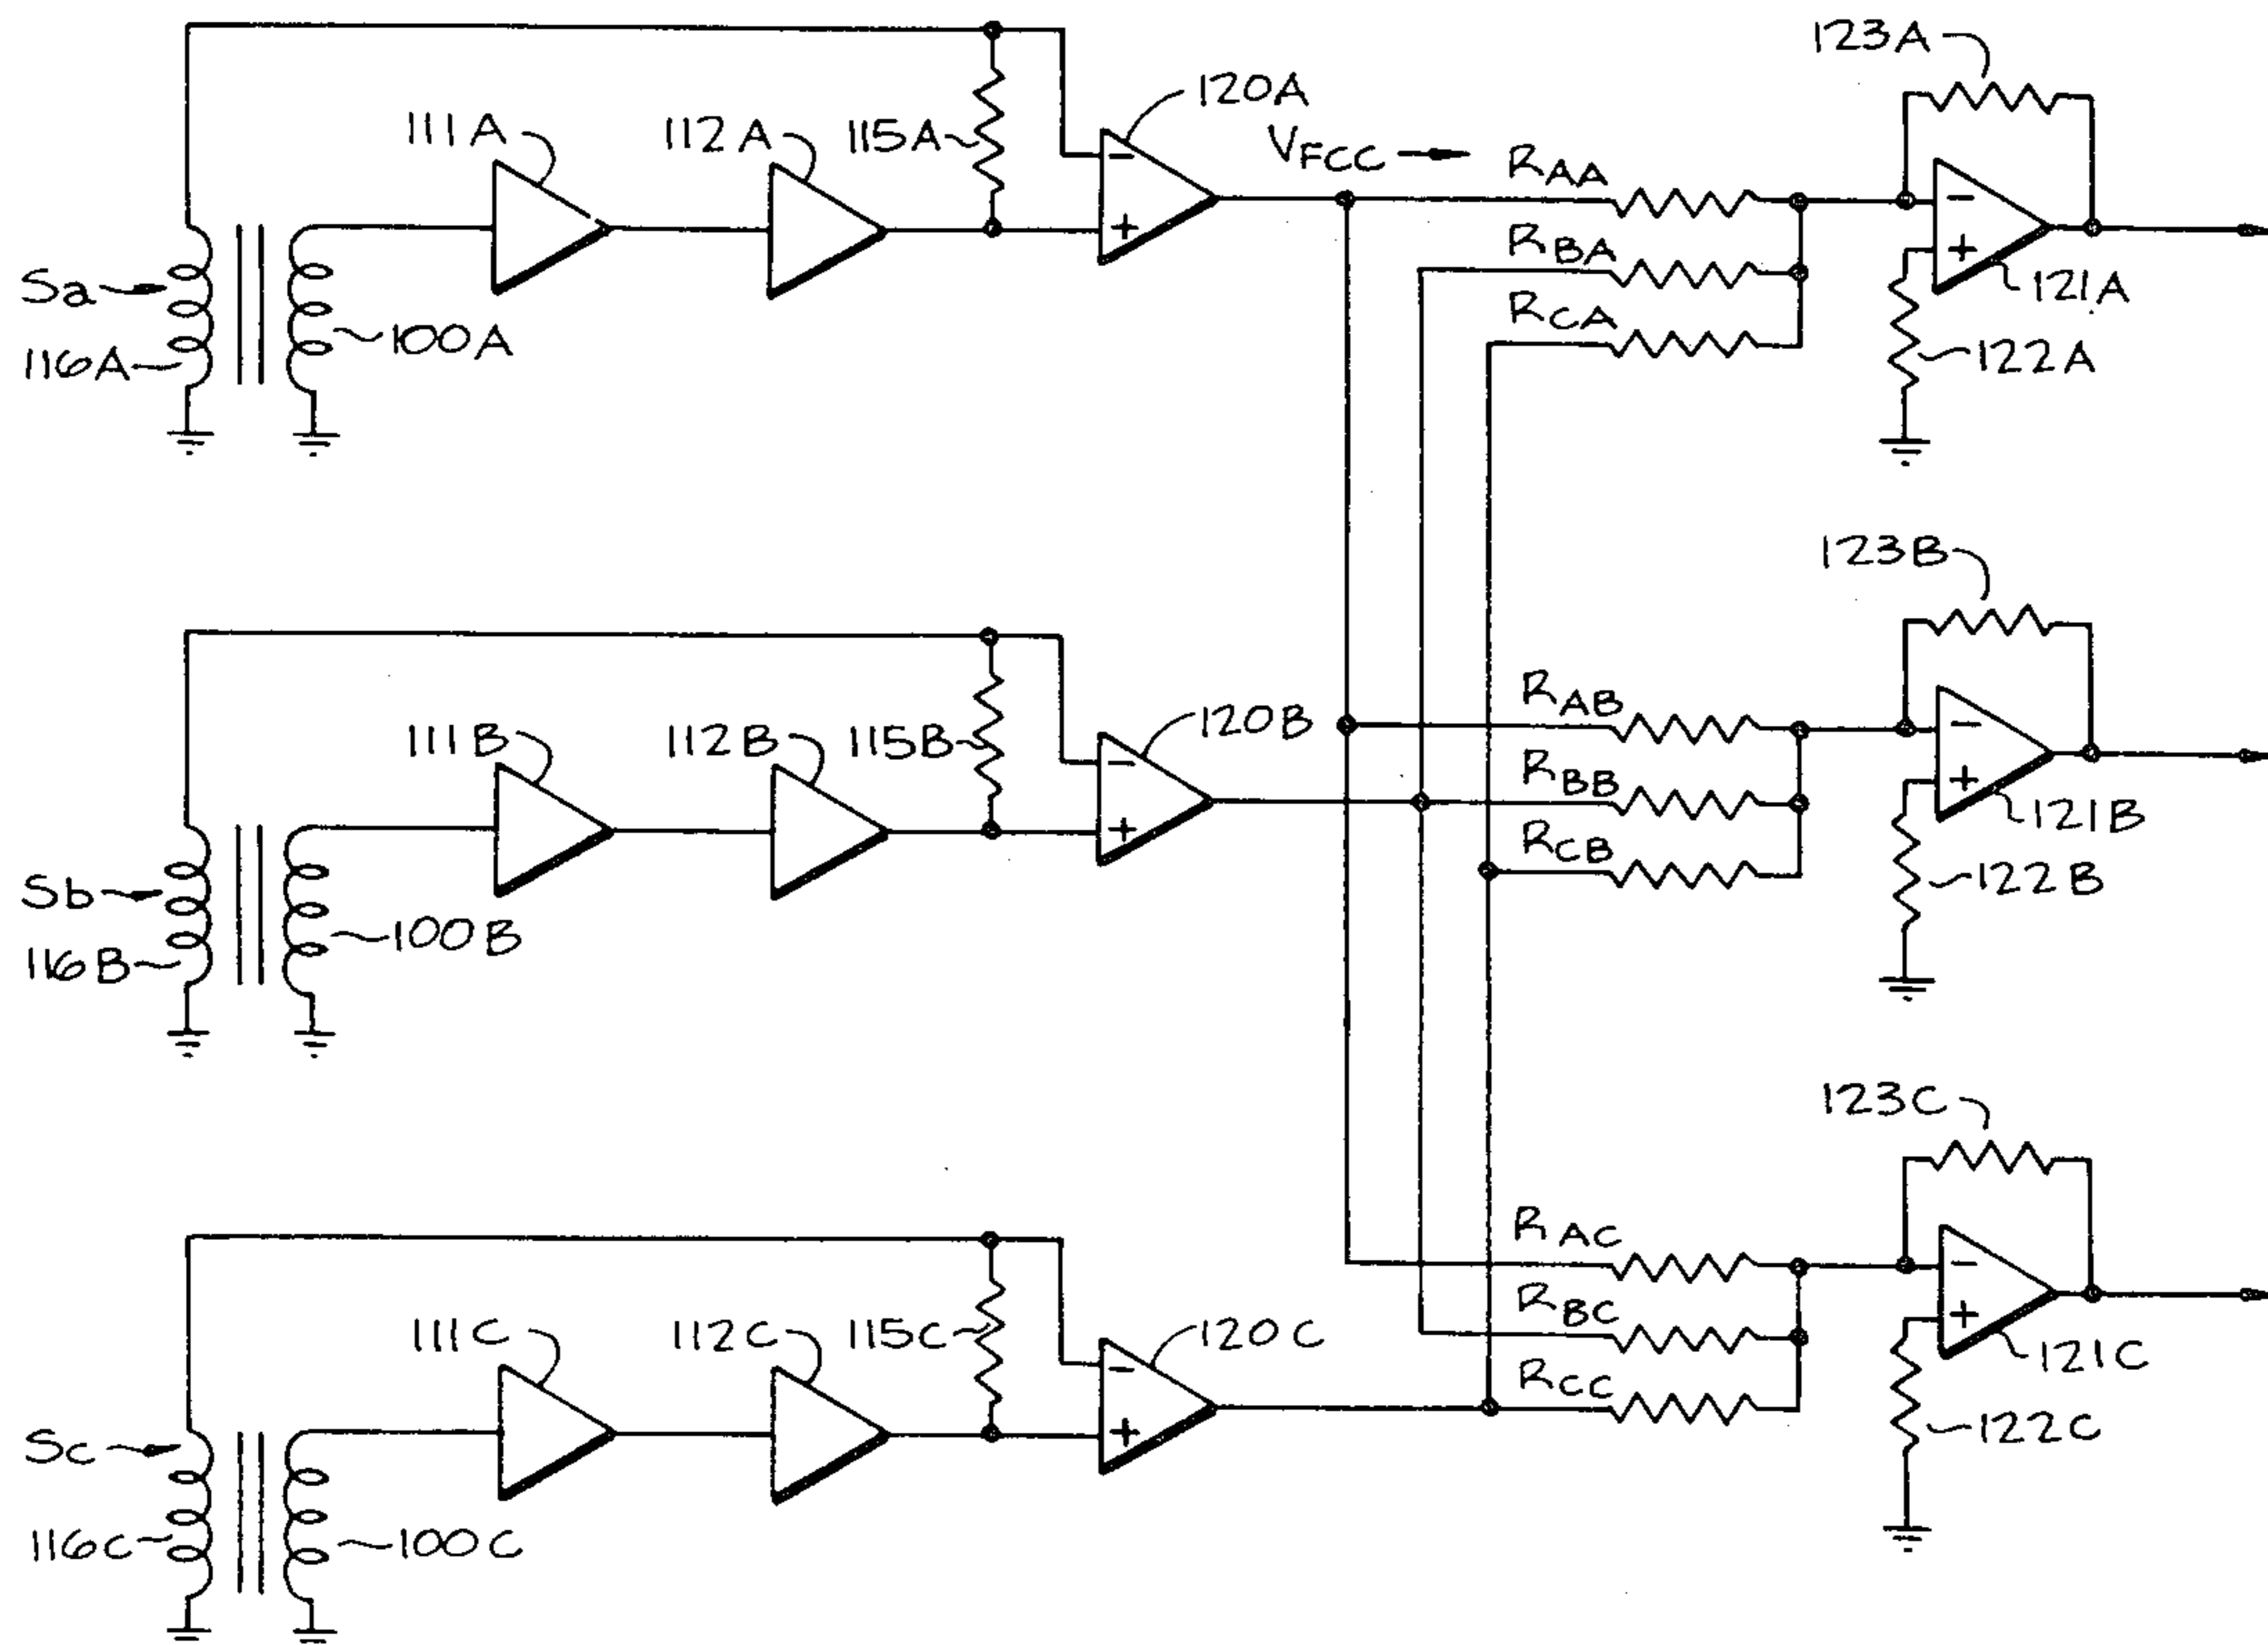 123A
120A
111A
112A
115A
VFCC
RAA
−
−
RBA
+
+
Sa
RCA
121A
100A
116A
122A
123B
RAB
120B
111B
112B
115B
−
−
RBB
+
+
121B
RCB
Sb
122B
100B
116B
123C
RAC
−
RBC
+
111C
112C
115C
120C
−
121C
RCC
+
122C
Sc
116C
100C